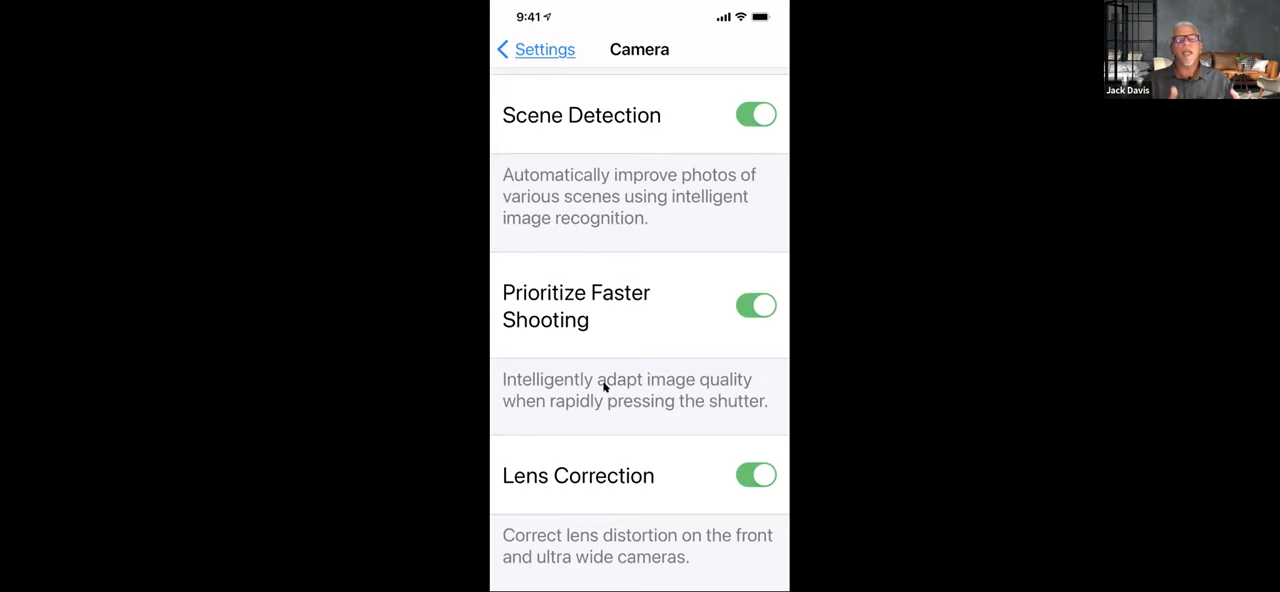 9:41
Settings
Camera
Scene Detection
Automatically improve photos of
various scenes using intelligent
image recognition.
Prioritize Faster
Shooting
Intelligently adapt image quality
when rapidly pressing the shutter.
Lens Correction
Correct lens distortion on the front
and ultra wide cameras.
Jack Davis